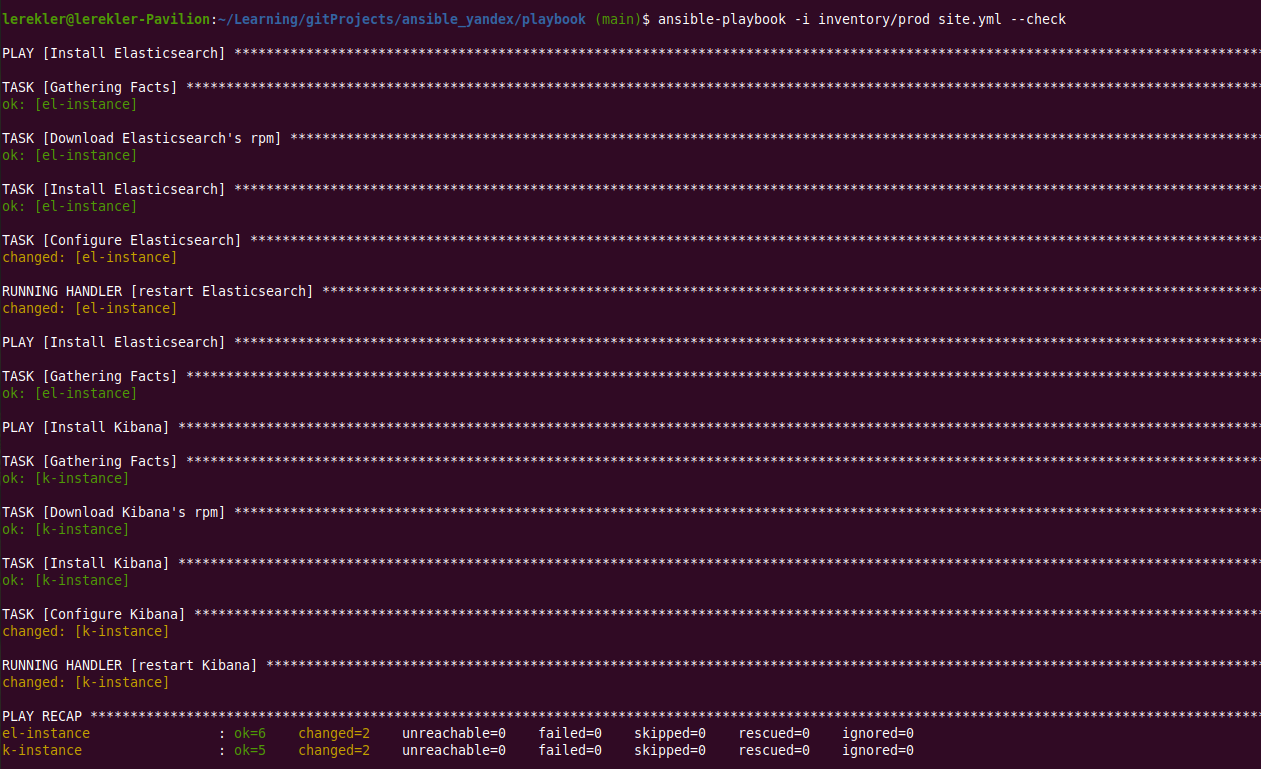 lerekler@lerekler-Pavilion:~/Learning/gitProjects/ansible_yandex/playbook (main)$ ansible-playbook -i inventory/prod site.yml --check
PLAY [Install Elasticsearch] ********************************************************************************************************************************
TASK [Gathering Facts] **************************************************************************************************************************************
ok: [el-instance]
TASK [Download Elasticsearch's rpm] *************************************************************************************************************************
ok: [el-instance]
TASK [Install Elasticsearch] ********************************************************************************************************************************
ok: [el-instance]
TASK [Configure Elasticsearch] ******************************************************************************************************************************
changed: [el-instance]
RUNNING HANDLER [restart Elasticsearch] *********************************************************************************************************************
changed: [el-instance]
PLAY [Install Elasticsearch] ********************************************************************************************************************************
TASK [Gathering Facts] **************************************************************************************************************************************
ok: [el-instance]
PLAY [Install Kibana] ***************************************************************************************************************************************
TASK [Gathering Facts] **************************************************************************************************************************************
ok: [k-instance]
TASK [Download Kibana's rpm] ********************************************************************************************************************************
ok: [k-instance]
TASK [Install Kibana] ***************************************************************************************************************************************
ok: [k-instance]
TASK [Configure Kibana] *************************************************************************************************************************************
changed: [k-instance]
RUNNING HANDLER [restart Kibana] ****************************************************************************************************************************
changed: [k-instance]
PLAY RECAP **************************************************************************************************************************************************
el-instance                : ok=6    changed=2    unreachable=0    failed=0    skipped=0    rescued=0    ignored=0
k-instance                 : ok=5    changed=2    unreachable=0    failed=0    skipped=0    rescued=0    ignored=0